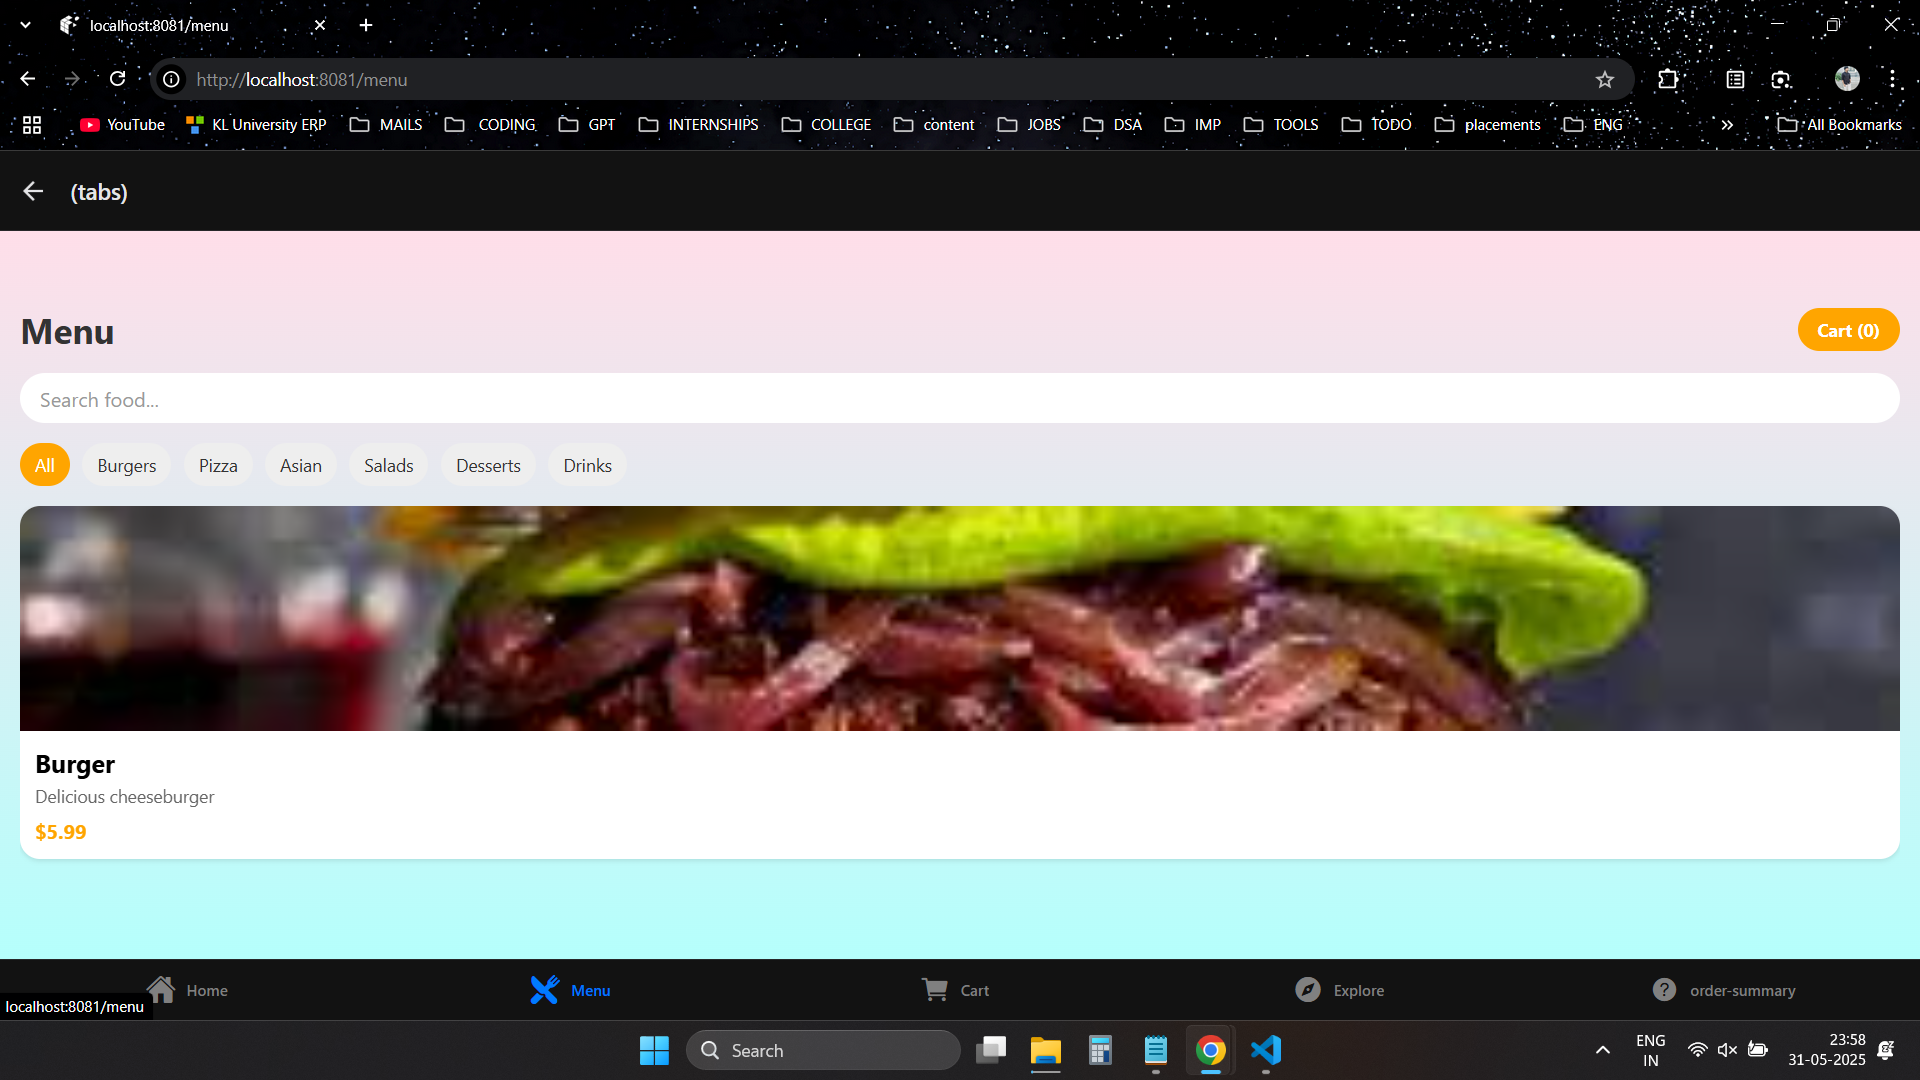 localhost:8081/menu
http://localhost:8081/menu
YouTube KL University ERP MAILS CODING GPT INTERNSHIPS COLLEGE content JOBS DSA IMP TOOLS TODO placements ENG » All Bookmarks
(tabs)
Menu
Cart (0)
Search food...
All Burgers Pizza Asian Salads Desserts Drinks
Burger
Delicious cheeseburger
$5.99
Home Menu Cart Explore order-summary
localhost:8081/menu
Search
ENG
IN
23:58
31-05-2025